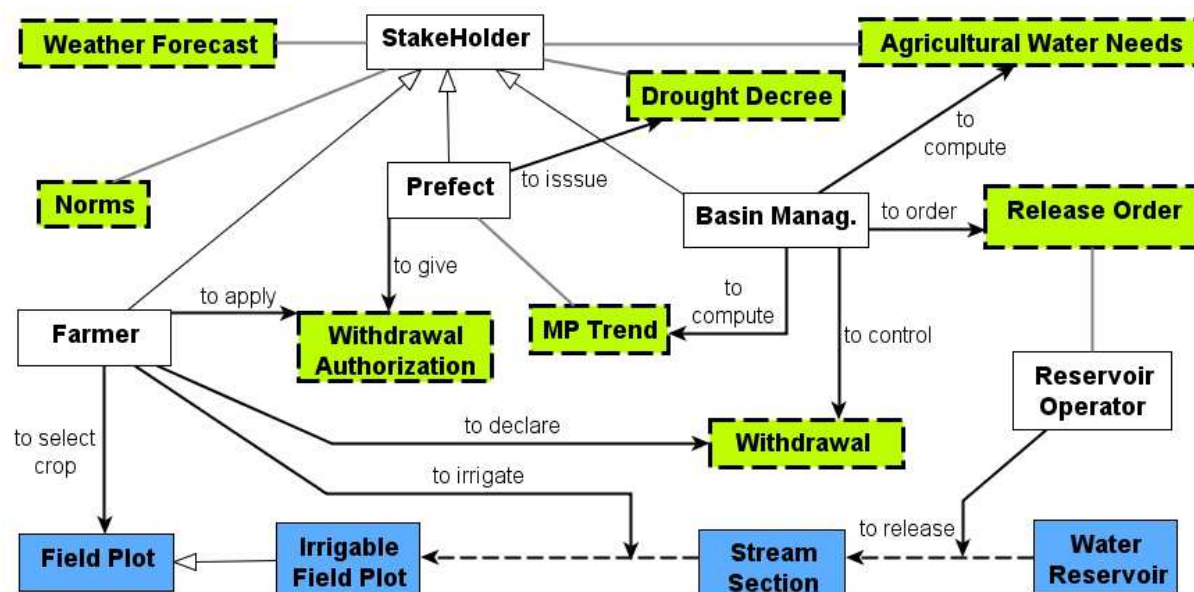 Weather Forecast
StakeHolder
Agricultural Water Needs
Drought Decree
to
compute
Norms
Prefect
to isssue
Basin Manag.
to order
Release Order
to give
to apply
Farmer
Withdrawal
Authorization
MP Trend
to
compute
to control
Reservoir
Operator
to select
crop
to declare
Withdrawal
to irrigate
to release
Field Plot
Irrigable
Field Plot
Stream
Section
Water
Reservoir